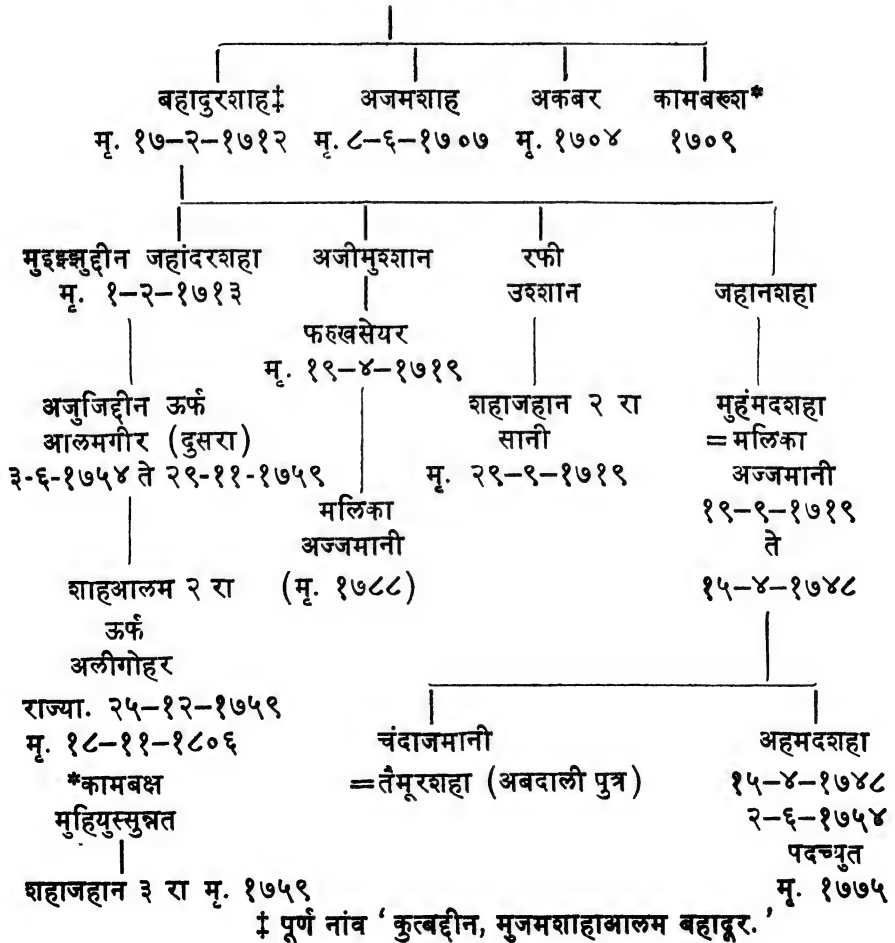 बहादुरशाह‡ अजमशाह अकबर कामबख्श*
मृ. १७–२–१७१२ मृ. ८–६–१७०७ मृ. १७०४ १७०९
मुइझ्झुद्दीन जहांदरशहा अजीमुश्शान रफी
मृ. १–२–१७१३ उश्शान जहानशहा
फरुखसेयर
मृ. १९–४–१७१९
अजुजिद्दीन ऊर्फ शहाजहान २ रा मुहंमदशहा
आलमगीर (दुसरा) सानी =मलिका
३-६-१७५४ ते २९-११-१७५९ मृ. २९–९–१७१९ अज्जमानी
मलिका १९–९–१७१९
अज्जमानी ते
शाहआलम २ रा (मृ. १७८८) १५–४–१७४८
ऊर्फ
अलीगोहर
राज्या. २५–१२–१७५९ चंदाजमानी अहमदशहा
मृ. १८–११–१८०६ =तैमूरशहा (अबदाली पुत्र) १५–४–१७४८
*कामबक्ष २–६–१७५४
मुहियुस्सुन्नत पदच्युत
शहाजहान ३ रा मृ. १७५९ मृ. १७७५
‡ पूर्ण नांव ‘ कुत्बद्दीन, मुजमशाहाआलम बहादूर. ’